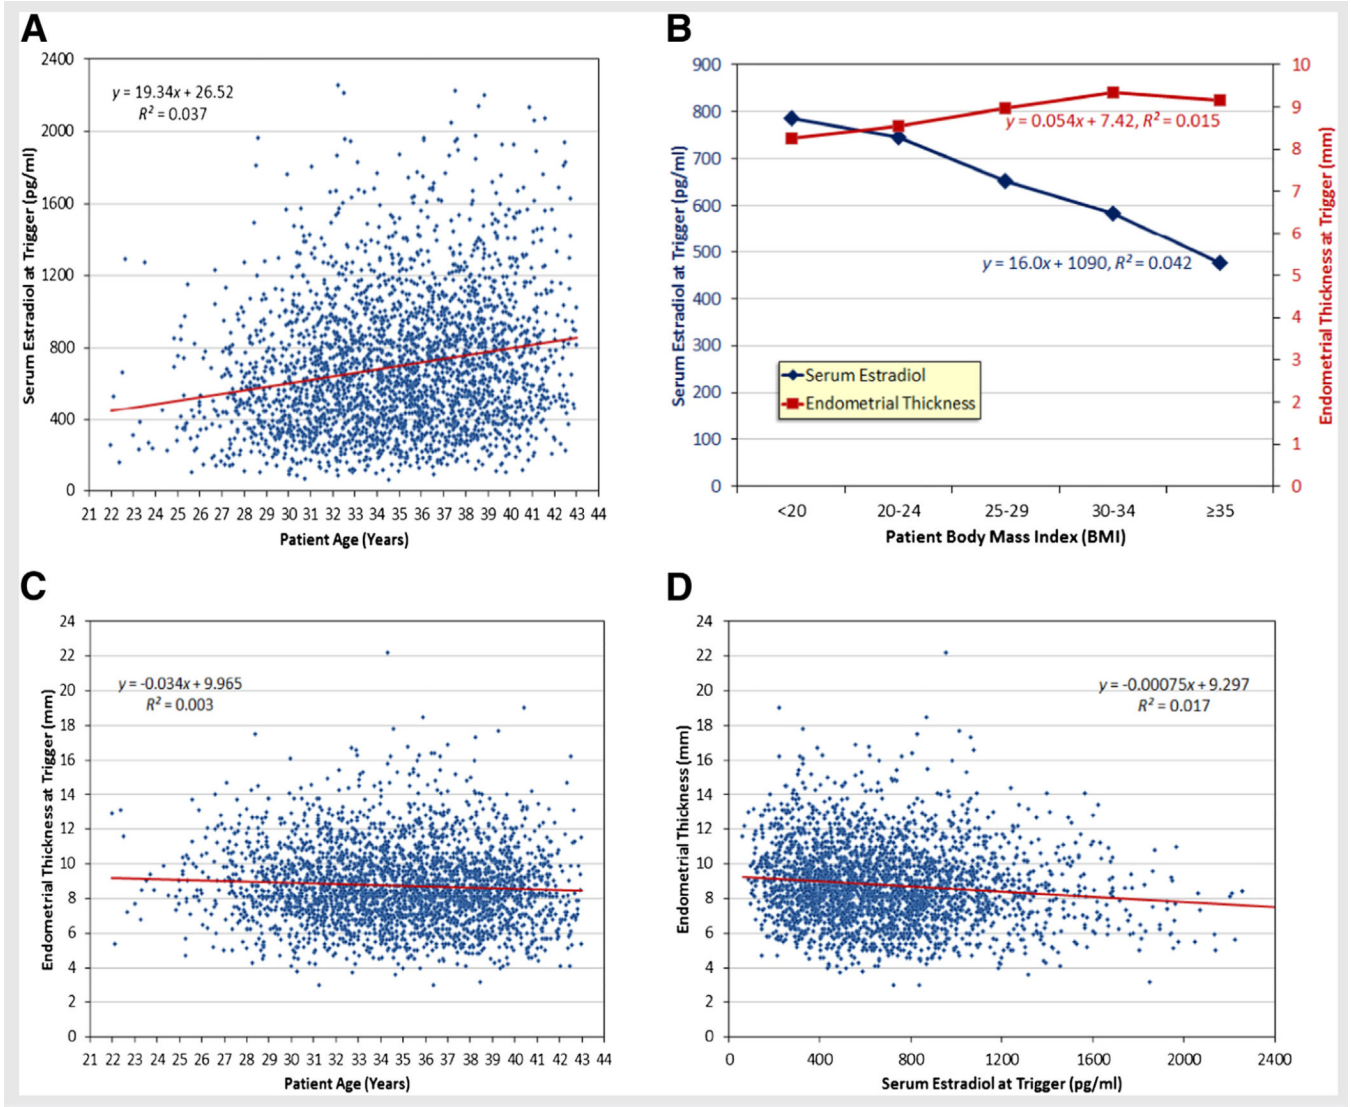 A
2400
2000
1600
1200
800
400
0
Serum Estradiol at Trigger (pg/ml)
y = 19.34x + 26.52
R² = 0.037
21 22 23 24 25 26 27 28 29 30 31 32 33 34 35 36 37 38 39 40 41 42 43 44
Patient Age (Years)
B
900
800
700
600
500
400
300
200
100
0
Serum Estradiol at Trigger (pg/ml)
y = 0.054x + 7.42, R² = 0.015
y = 16.0x + 1090, R² = 0.042
Serum Estradiol
Endometrial Thickness
10
9
8
7
6
5
4
3
2
1
0
Endometrial Thickness at Trigger (mm)
<20 20-24 25-29 30-34 ≥35
Patient Body Mass Index (BMI)
C
24
22
20
18
16
14
12
10
8
6
4
2
0
Endometrial Thickness at Trigger (mm)
y = -0.034x + 9.965
R² = 0.003
21 22 23 24 25 26 27 28 29 30 31 32 33 34 35 36 37 38 39 40 41 42 43 44
Patient Age (Years)
D
24
22
20
18
16
14
12
10
8
6
4
2
0
Endometrial Thickness (mm)
y = -0.00075x + 9.297
R² = 0.017
0 400 800 1200 1600 2000 2400
Serum Estradiol at Trigger (pg/ml)